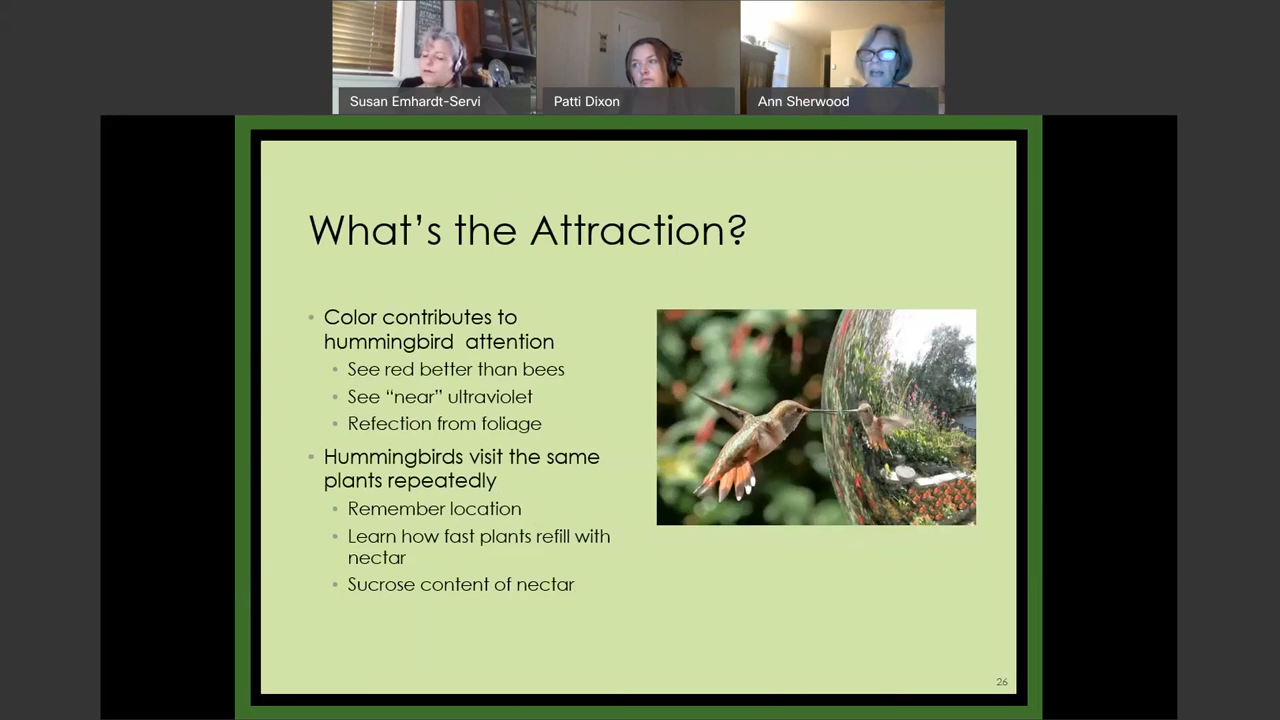 Susan Emhardt-Servi
Patti Dixon
Ann Sherwood
What's the Attraction?
• Color contributes to
hummingbird attention
• See red better than bees
• See “near” ultraviolet
• Refection from foliage
• Hummingbirds visit the same
plants repeatedly
• Remember location
• Learn how fast plants refill with
nectar
• Sucrose content of nectar
26